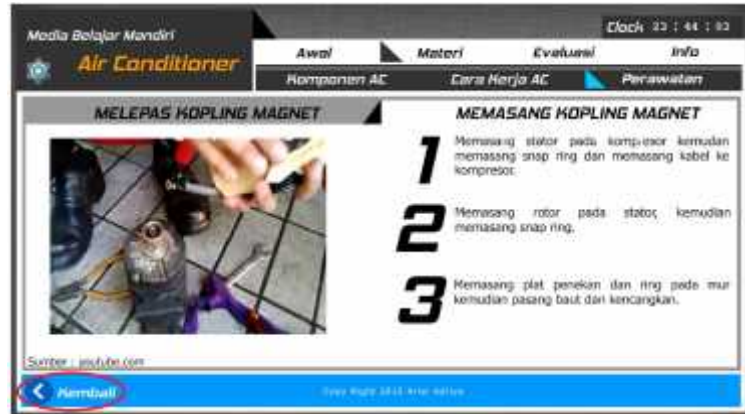 Media Belajar Mandiri
Clock 23 : 44 : 03
Air Conditioner
Awal Materi Evaluasi Info
Komponen AC Cara Kerja AC Perawatan
MELEPAS KOPLING MAGNET
MEMASANG KOPLING MAGNET
1
Memasang stator pada kompresor kemudan
memasang snap ring dan memasang kabel ke
kompresor.
2
Memasang rotor pada stator, kemudian
memasang snap ring.
3
Memasang plat penekan dan ring pada mur
kemudian pasang baut dan kencangkan.
Sumber : youtube.com
Kembali
Copy Right